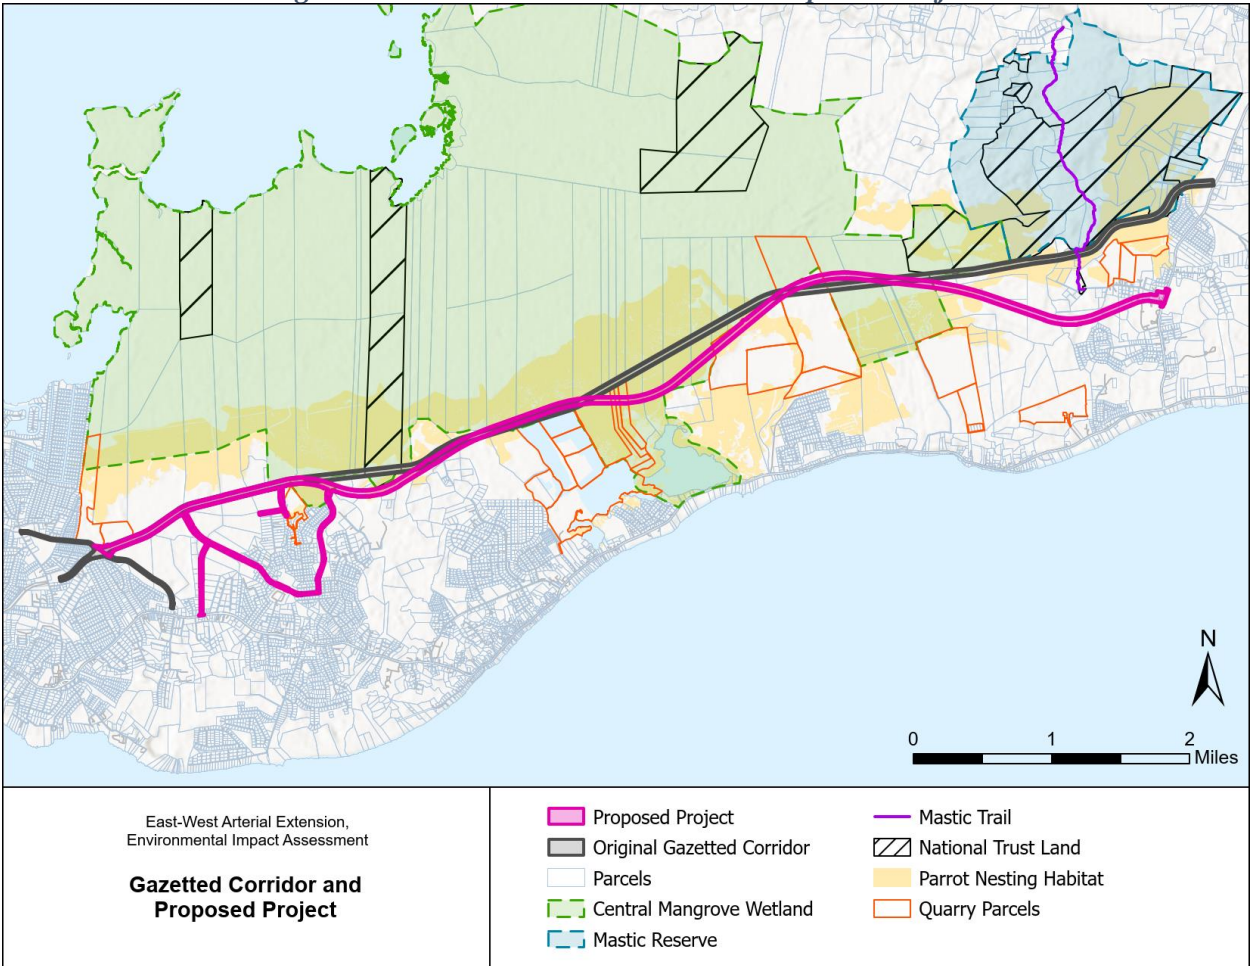 N
0 1 2
Miles
East-West Arterial Extension,
Environmental Impact Assessment
Gazetted Corridor and
Proposed Project
Proposed Project
Original Gazetted Corridor
Parcels
Central Mangrove Wetland
Mastic Reserve
Mastic Trail
National Trust Land
Parrot Nesting Habitat
Quarry Parcels